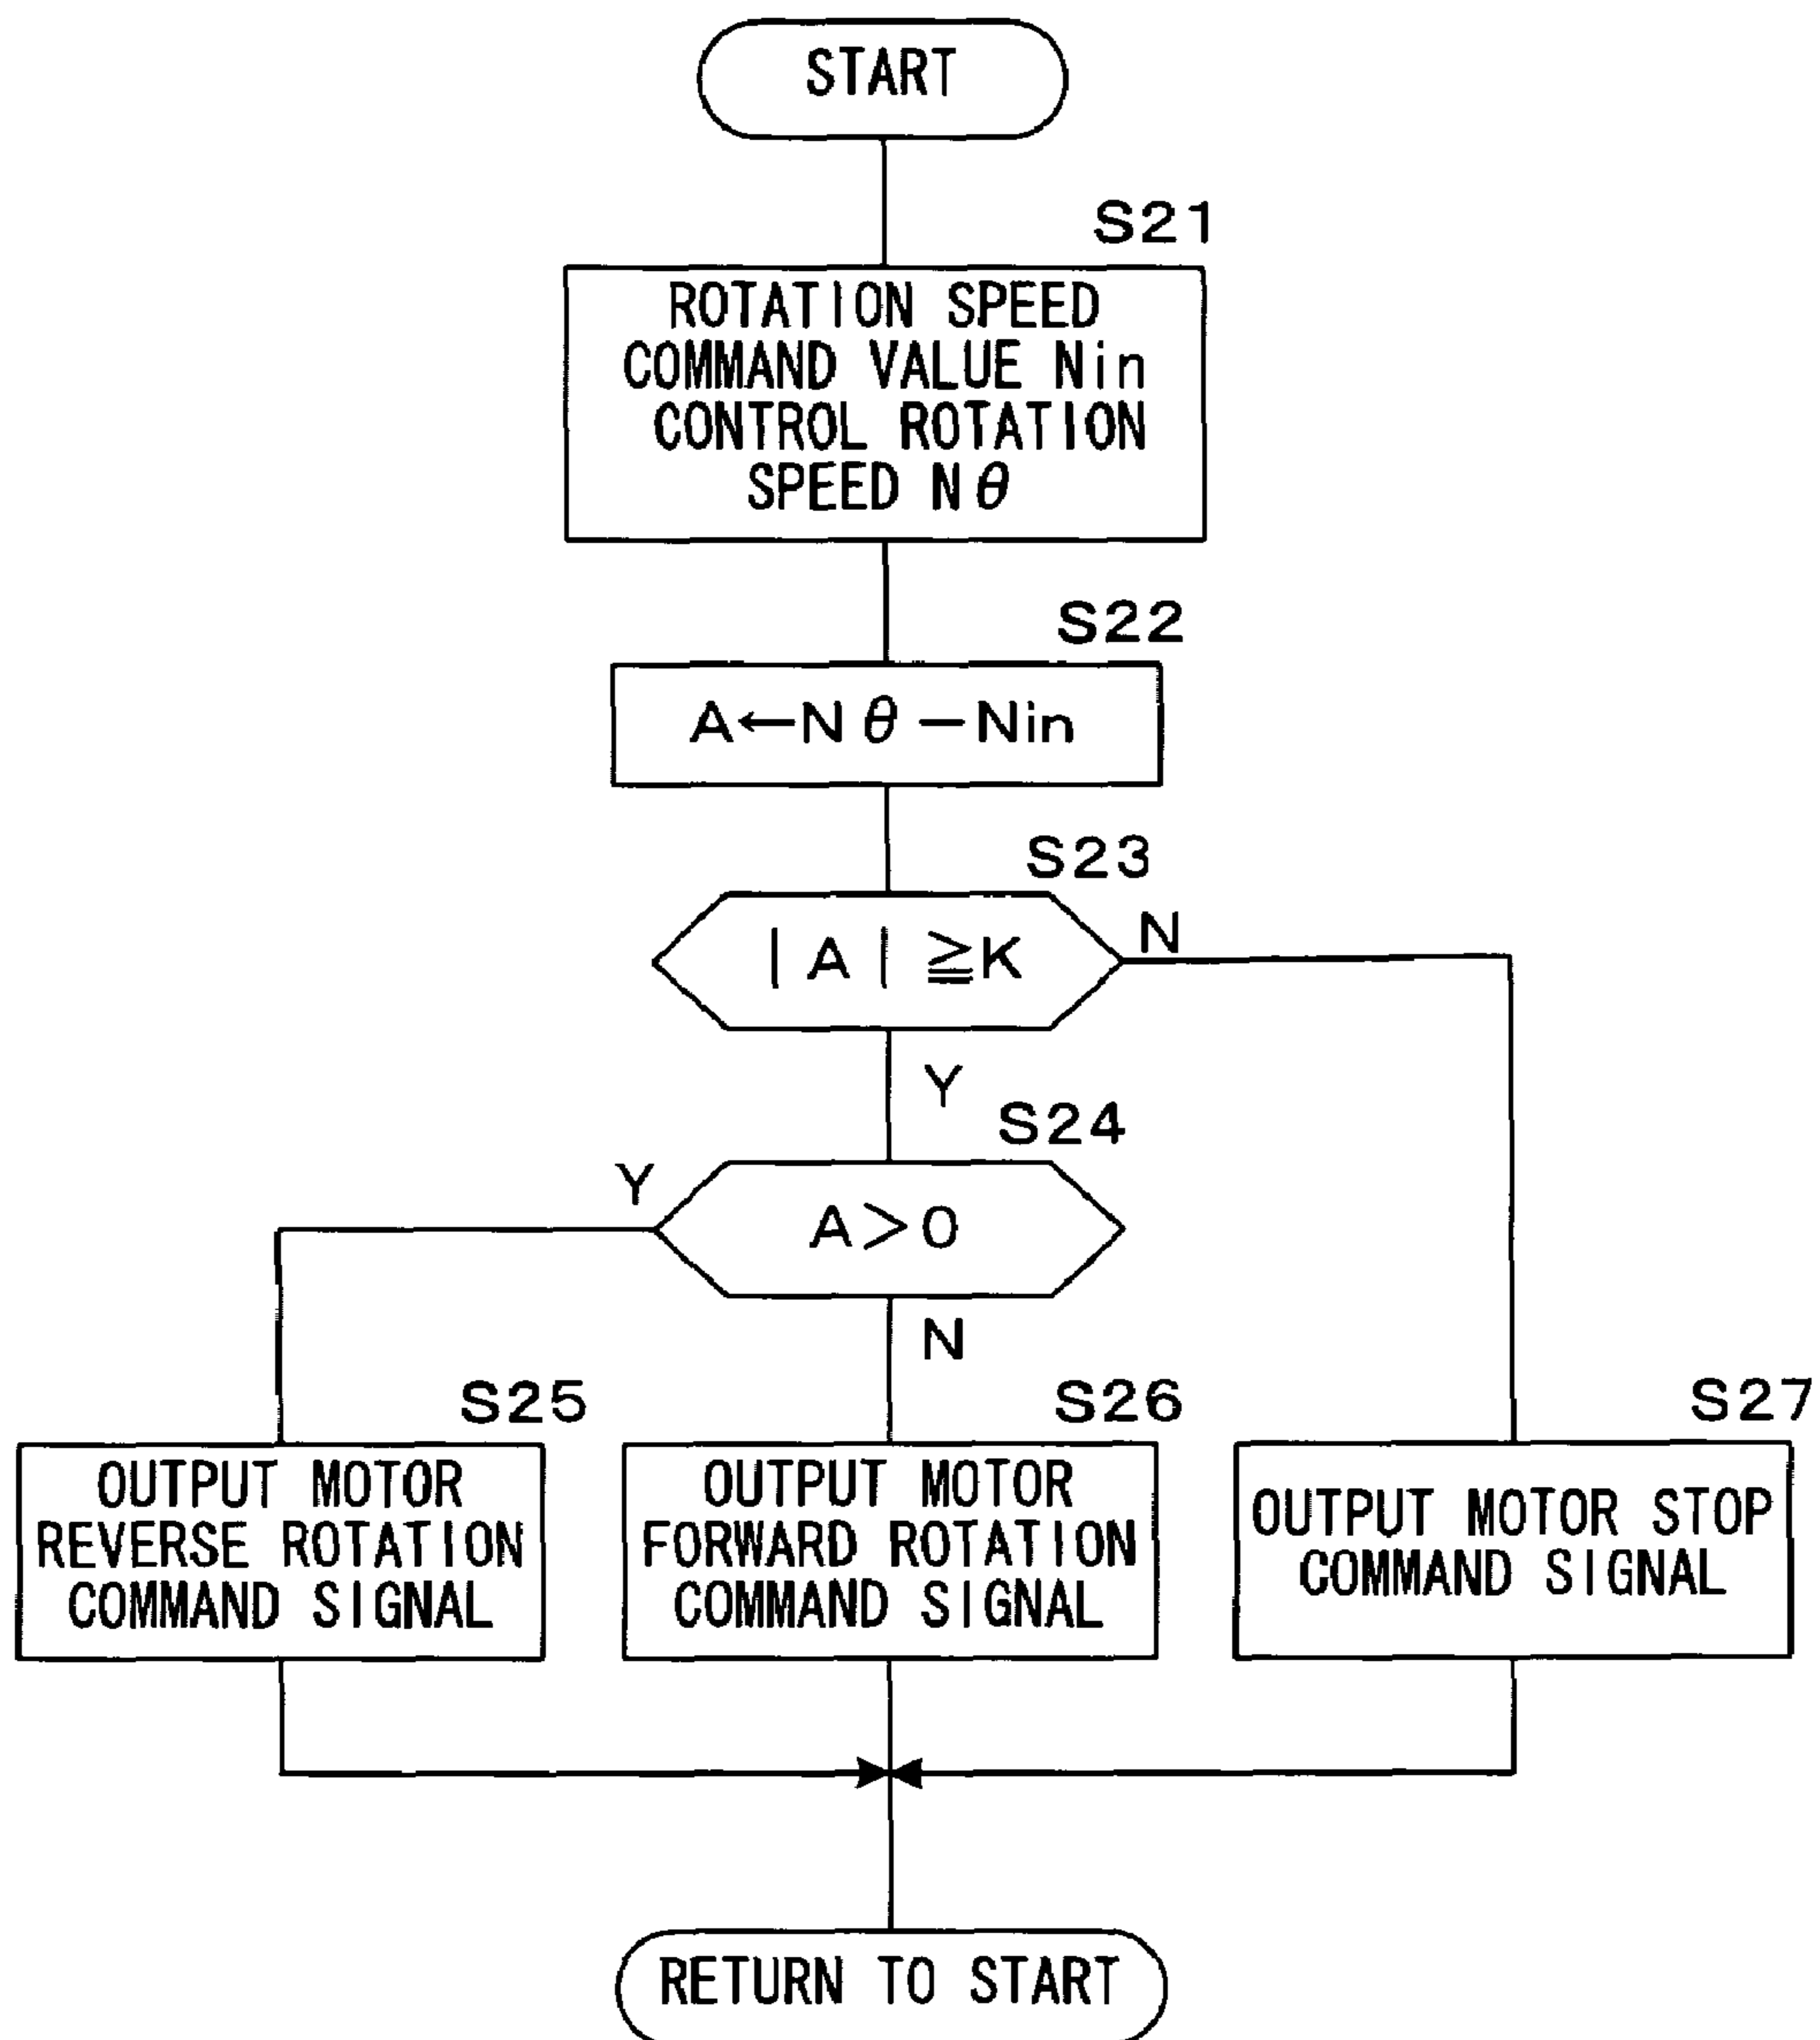 START
S21
ROTATION SPEED
COMMAND VALUE Nin
CONTROL ROTATION
SPEED Nθ
S22
A←Nθ−Nin
S23
|A|≧K
N
Y
S24
Y
A>0
N
S25
OUTPUT MOTOR
REVERSE ROTATION
COMMAND SIGNAL
S26
OUTPUT MOTOR
FORWARD ROTATION
COMMAND SIGNAL
S27
OUTPUT MOTOR STOP
COMMAND SIGNAL
RETURN TO START